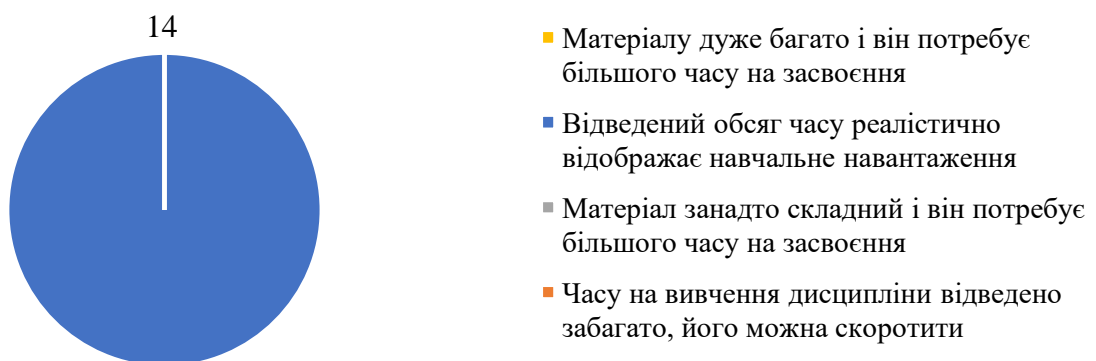 14
Матеріалу дуже багато і він потребує
більшого часу на засвоєння
Відведений обсяг часу реалістично
відображає навчальне навантаження
Матеріал занадто складний і він потребує
більшого часу на засвоєння
Часу на вивчення дисципліни відведено
забагато, його можна скоротити